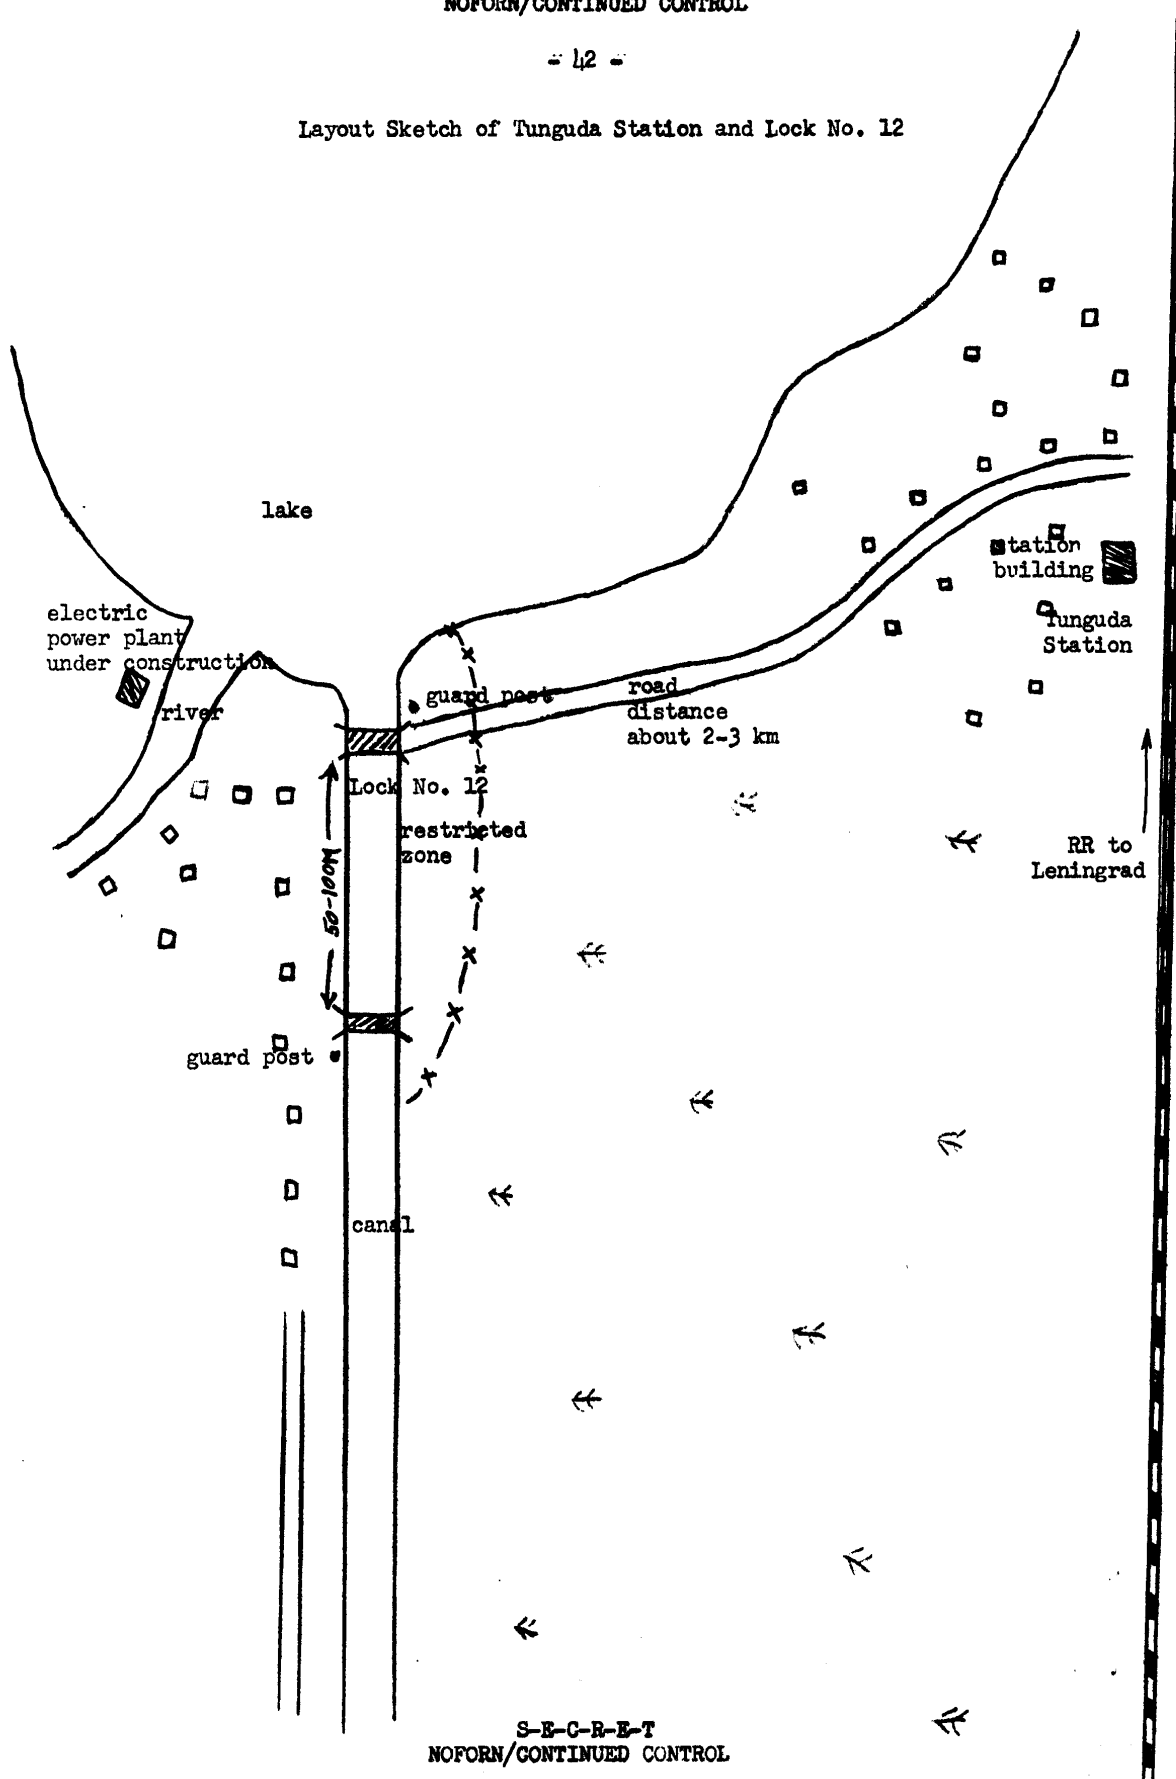 NOFORN/CONTINUED CONTROL
- 42 -
Layout Sketch of Tunguda Station and Lock No. 12
lake
station
building
electric
power plant
under construction
Tunguda
Station
river
guard post
road
distance
about 2-3 km
Lock No. 12
restricted
zone
50-100M
RR to
Leningrad
guard post
canal
S-E-C-R-E-T
NOFORN/CONTINUED CONTROL